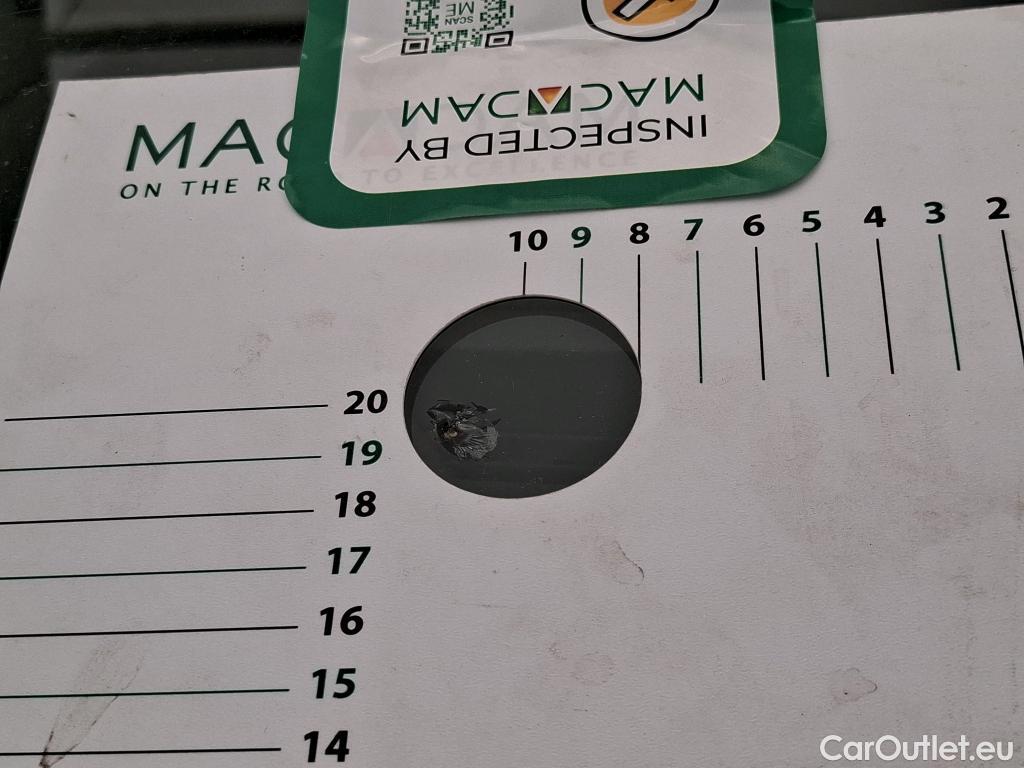 SCAN
ME
MACADAM
INSPECTED BY
MAC
ON THE RO TO EXCELLENCE
10 9 8 7 6 5 4 3 2
20
19
18
17
16
15
14
CarOutlet.eu